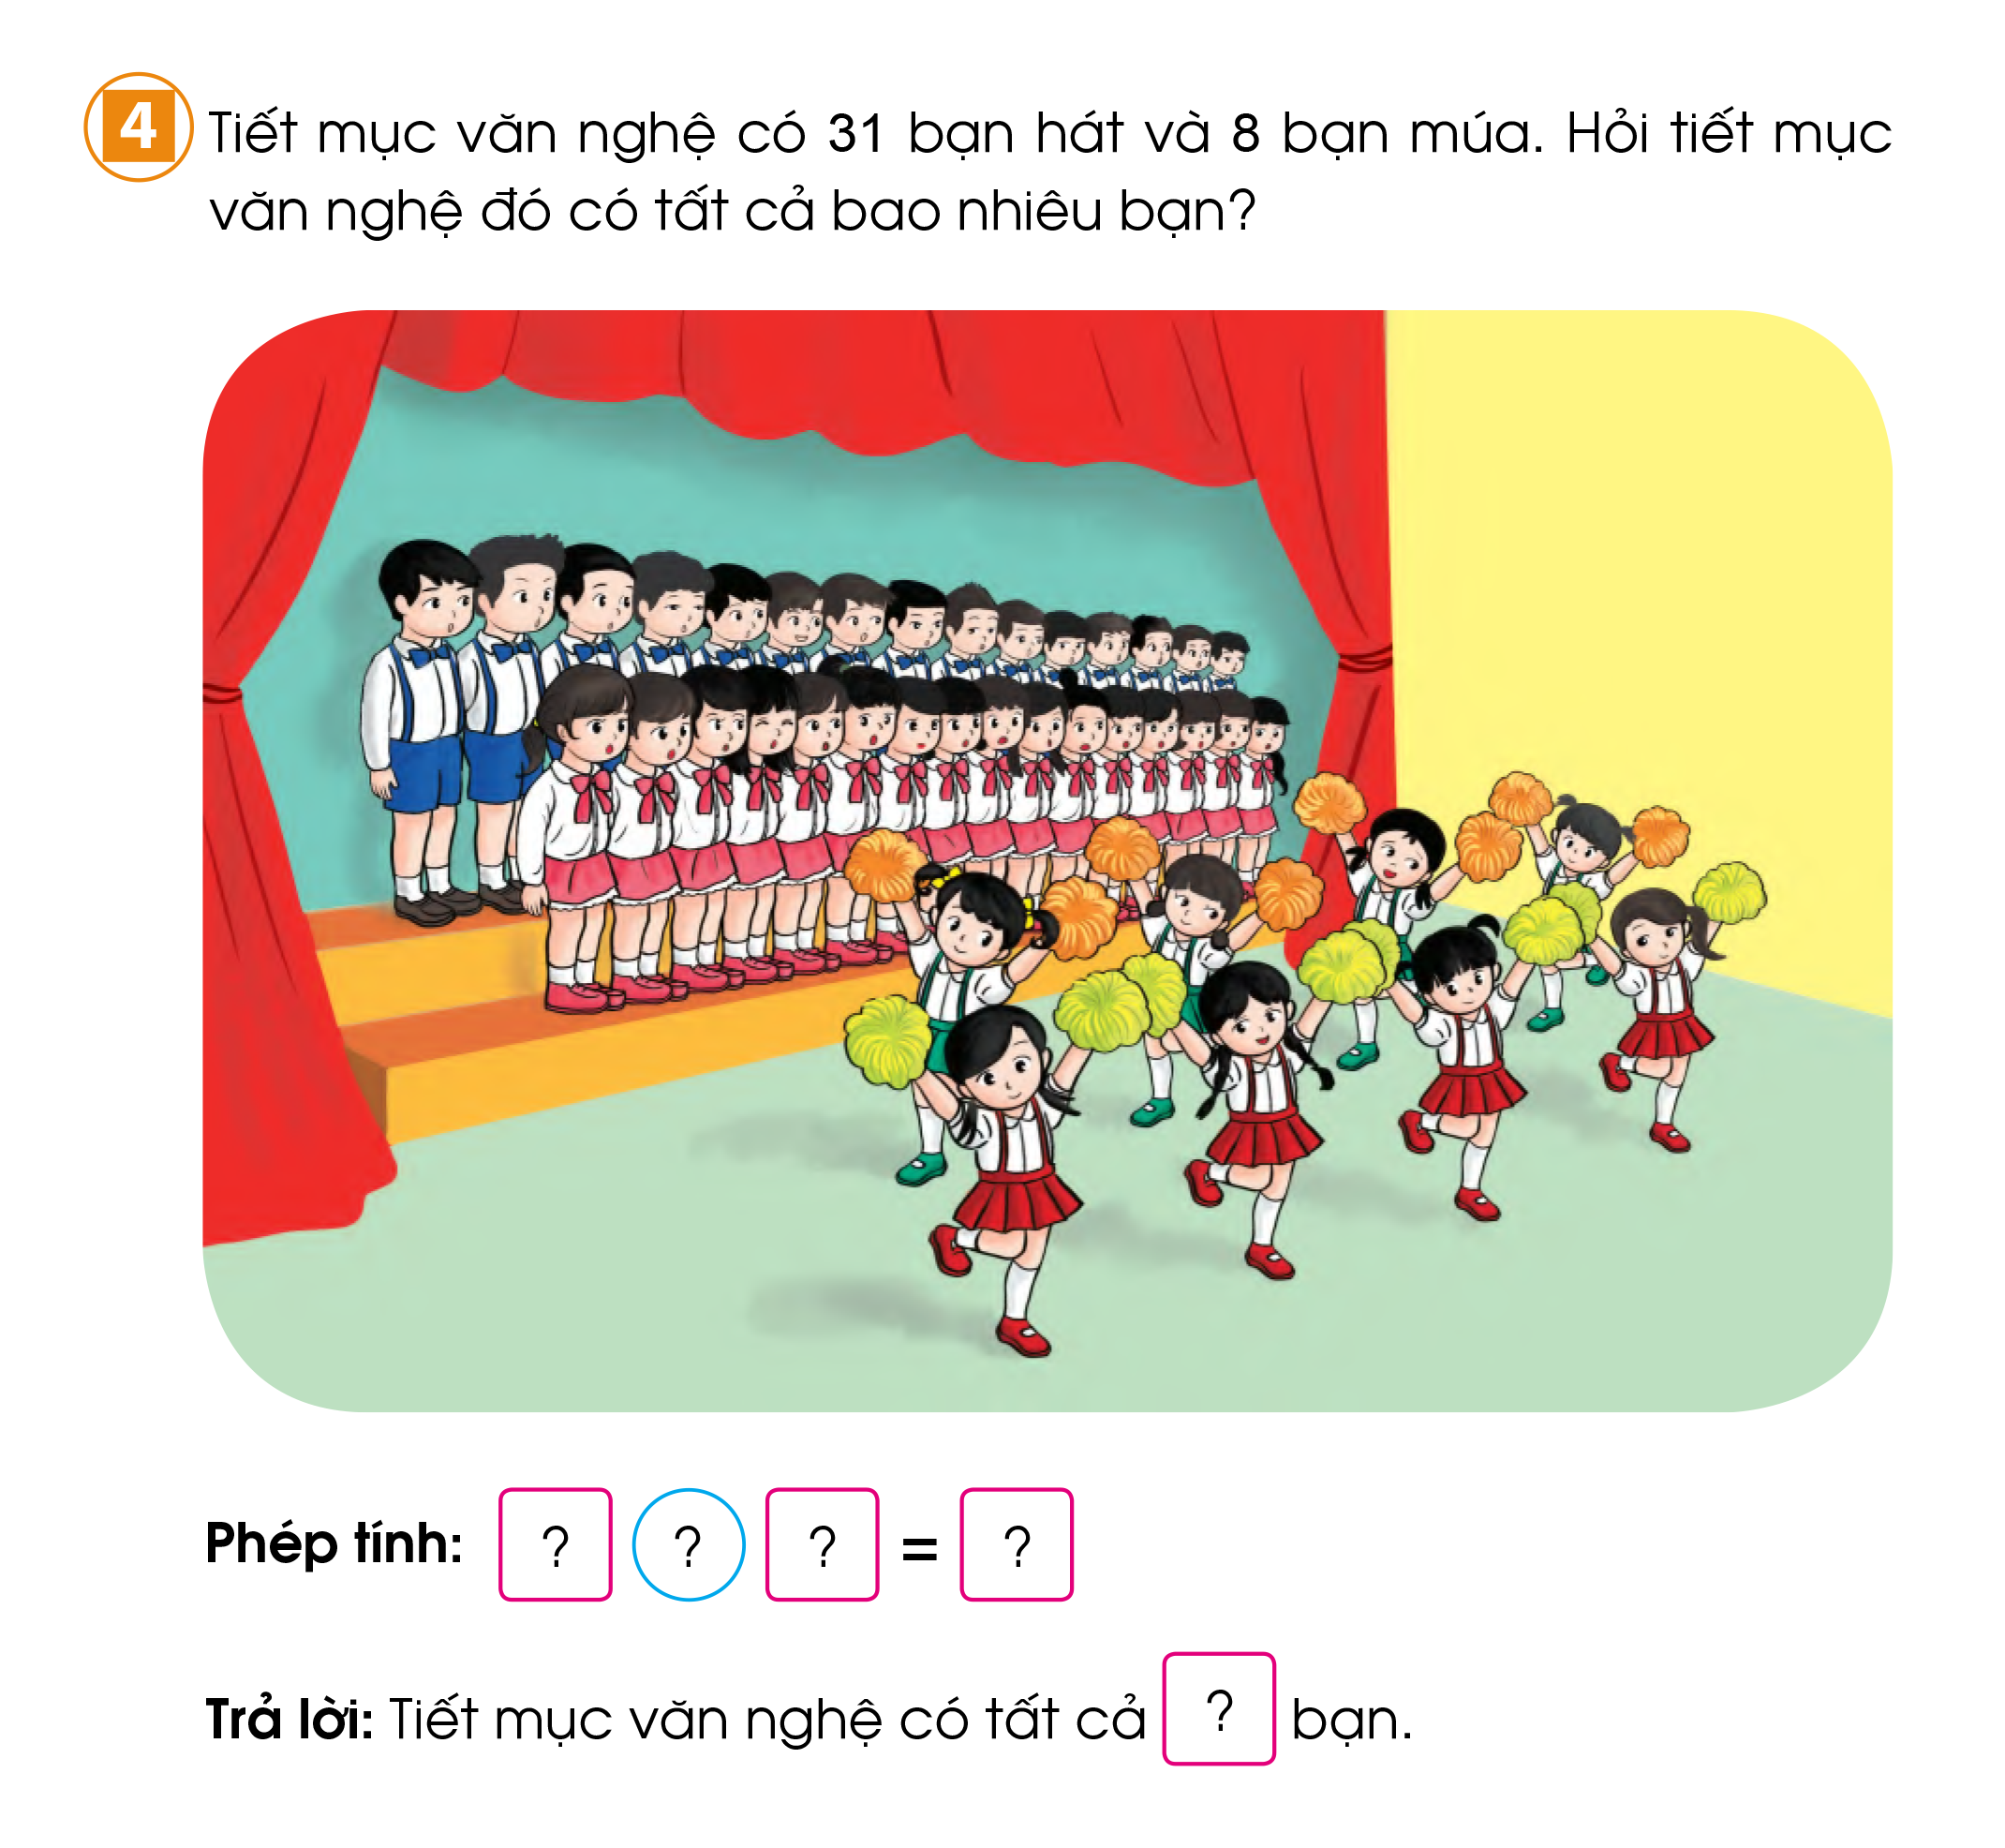 4 Tiết mục văn nghệ có 31 bạn hát và 8 bạn múa. Hỏi tiết mục
văn nghệ đó có tất cả bao nhiêu bạn?
Phép tính: ? ? ? = ?
Trả lời: Tiết mục văn nghệ có tất cả ? bạn.